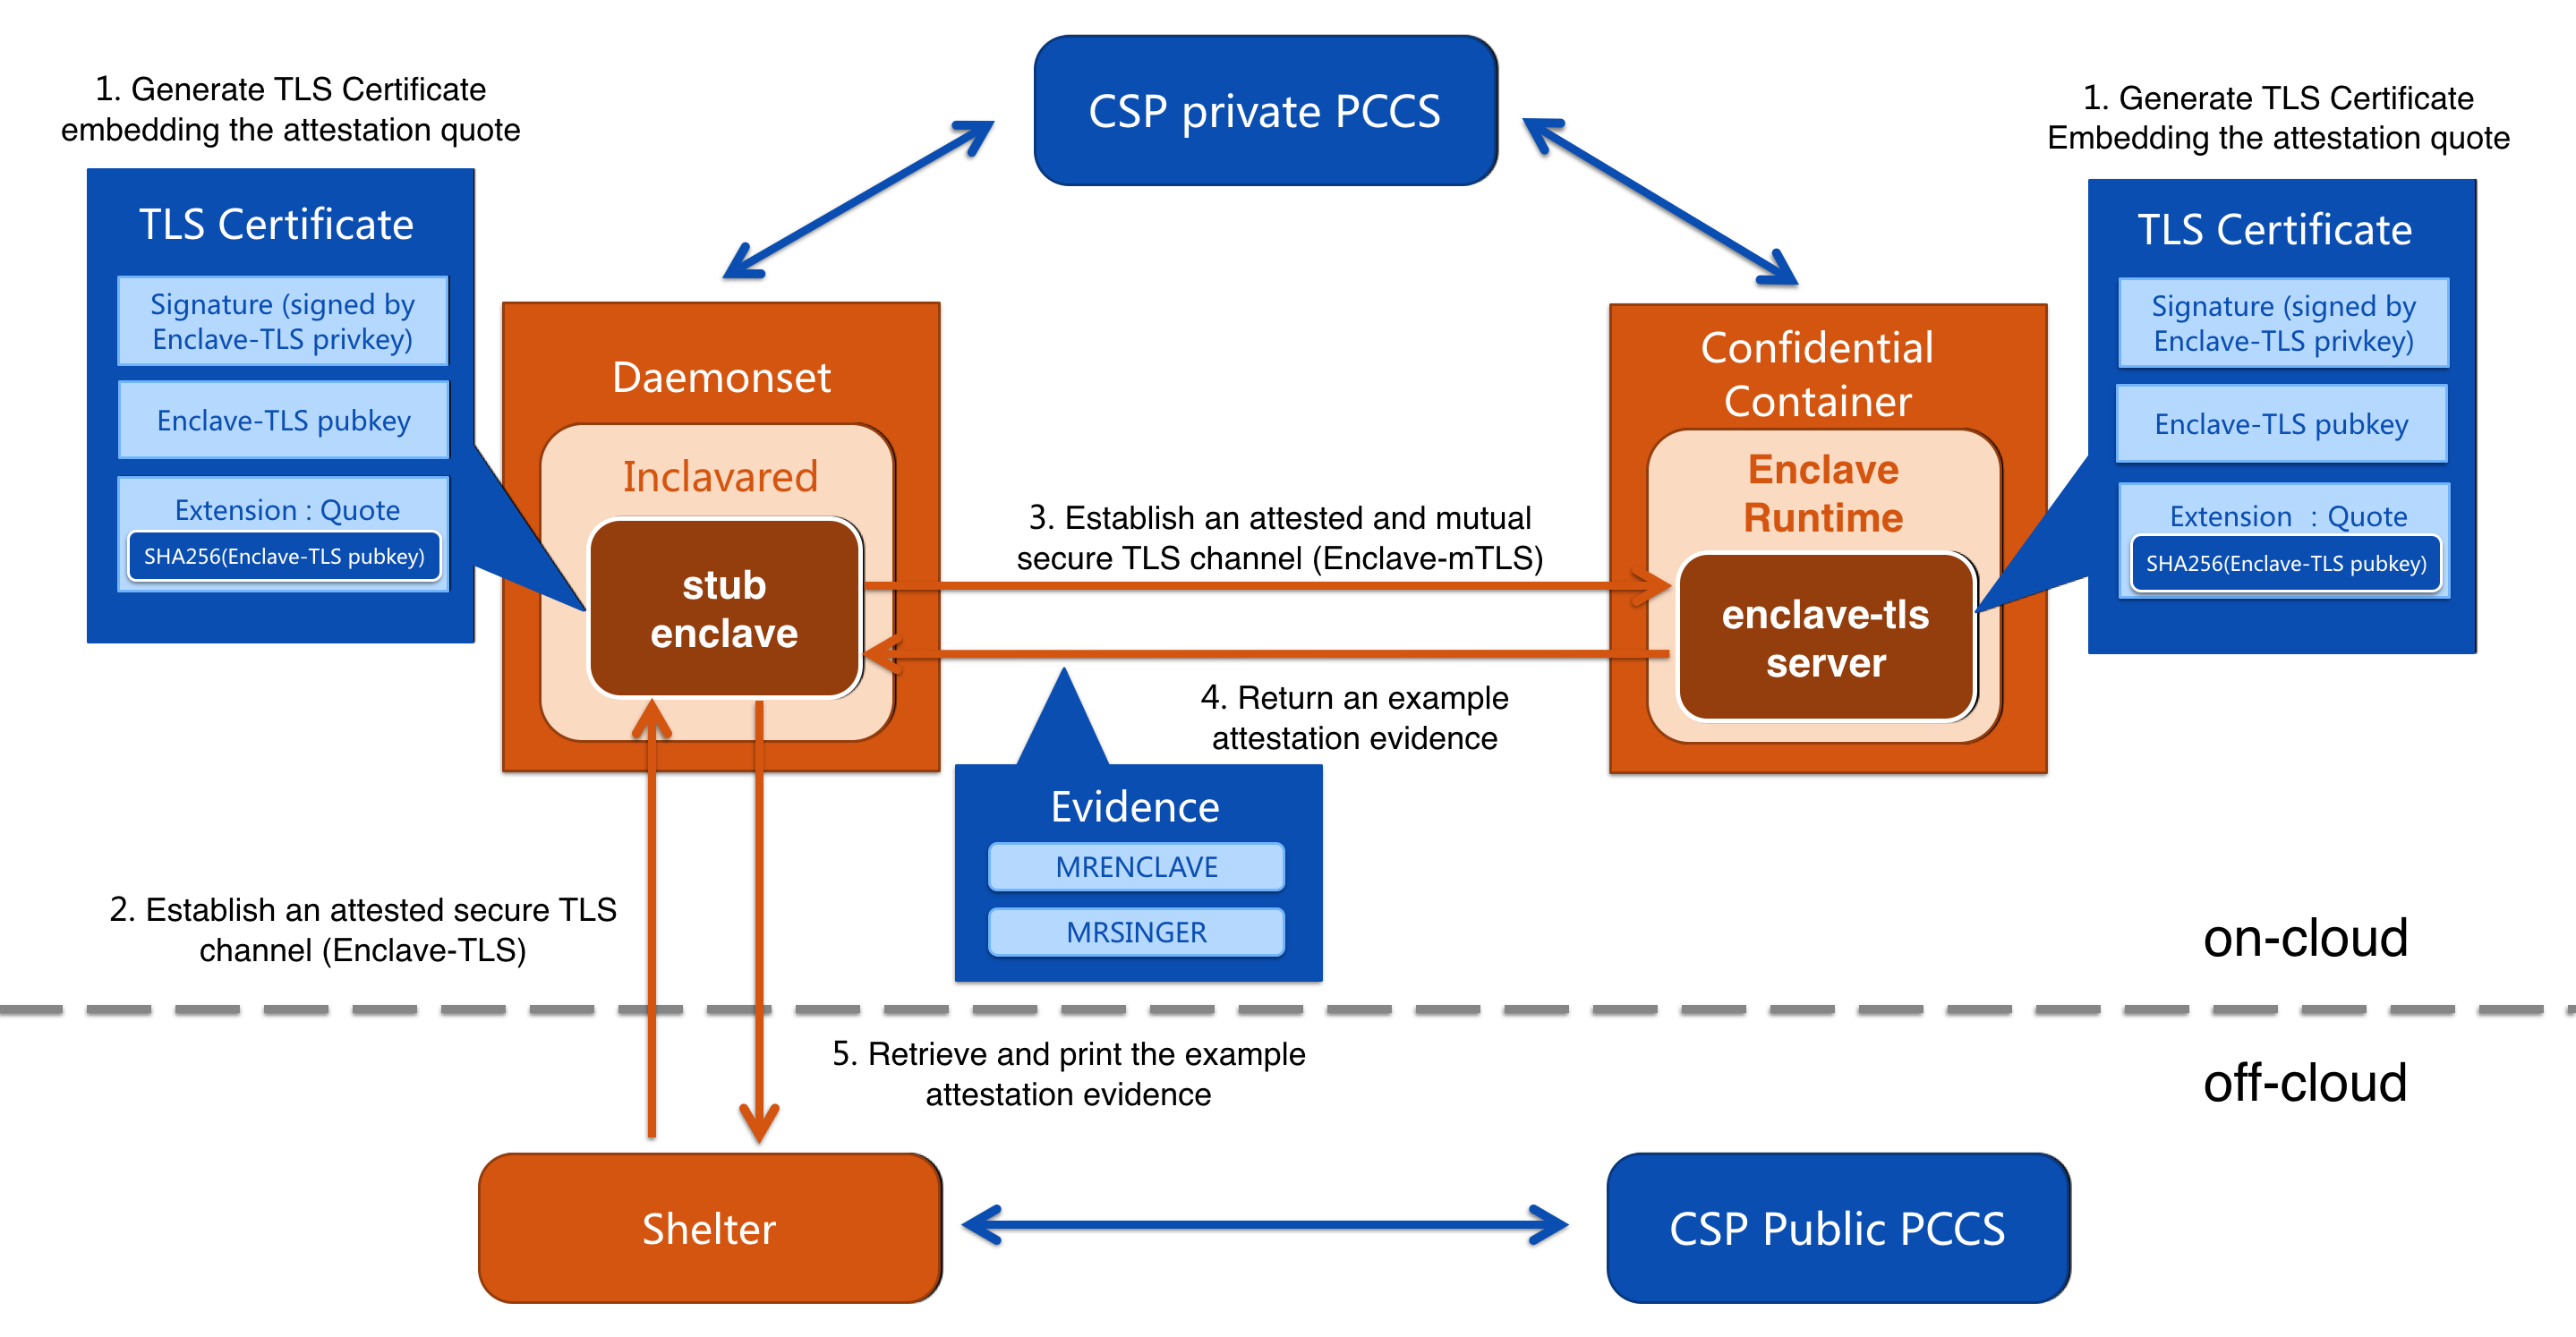 CSP private PCCS
1. Generate TLS Certificate
embedding the attestation quote
TLS Certificate
Signature (signed by
Enclave-TLS privkey)
Enclave-TLS pubkey
Extension : Quote
SHA256(Enclave-TLS pubkey)
Daemonset
Inclavared
stub
enclave
3. Establish an attested and mutual
secure TLS channel (Enclave-mTLS)
4. Return an example
attestation evidence
Confidential
Container
Enclave
Runtime
enclave-tls
server
1. Generate TLS Certificate
Embedding the attestation quote
TLS Certificate
Signature (signed by
Enclave-TLS privkey)
Enclave-TLS pubkey
Extension : Quote
SHA256(Enclave-TLS pubkey)
Evidence
MRENCLAVE
MRSINGER
2. Establish an attested secure TLS
channel (Enclave-TLS)
on-cloud
off-cloud
5. Retrieve and print the example
attestation evidence
Shelter
CSP Public PCCS